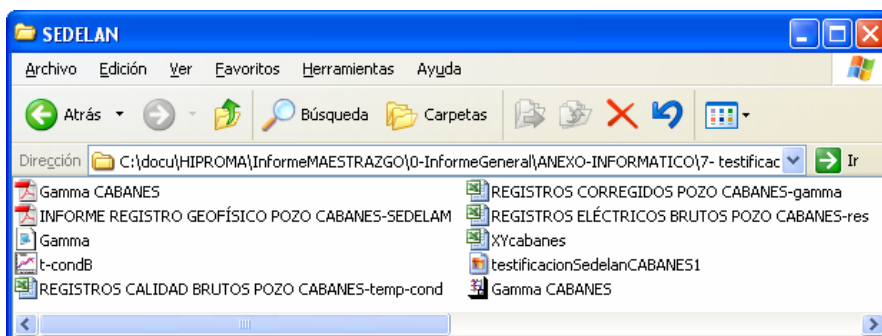 SEDELAN
Archivo Edición Ver Favoritos Herramientas Ayuda
Atrás Búsqueda Carpetas
Dirección C:\docu\HIPROMA\InformeMAESTRAZGO\0-InformeGeneral\ANEXO-INFORMATICO\7- testificac Ir
Gamma CABANES
INFORME REGISTRO GEOFÍSICO POZO CABANES-SEDELAM
Gamma
t-condB
REGISTROS CALIDAD BRUTOS POZO CABANES-temp-cond
REGISTROS CORREGIDOS POZO CABANES-gamma
REGISTROS ELÉCTRICOS BRUTOS POZO CABANES-res
XYcabanes
testificacionSedelanCABANES1
Gamma CABANES